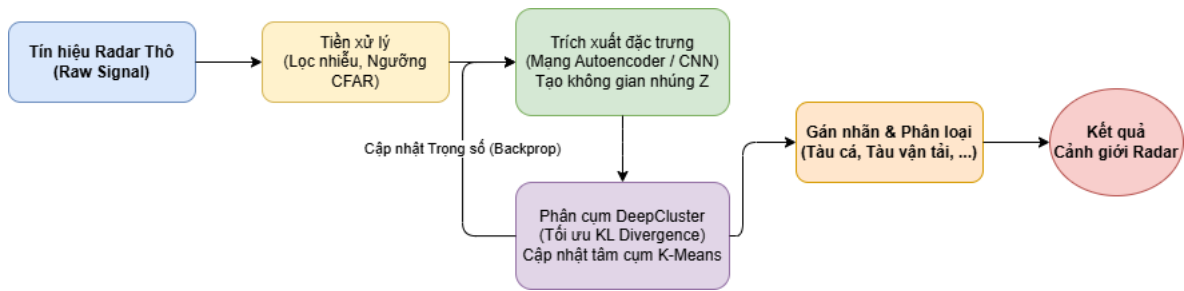 Tín hiệu Radar Thô
(Raw Signal)
Tiền xử lý
(Lọc nhiễu, Ngưỡng
CFAR)
Trích xuất đặc trưng
(Mạng Autoencoder / CNN)
Tạo không gian nhúng Z
Cập nhật Trọng số (Backprop)
Phân cụm DeepCluster
(Tối ưu KL Divergence)
Cập nhật tâm cụm K-Means
Gán nhãn & Phân loại
(Tàu cá, Tàu vận tải, ...)
Kết quả
Cảnh giới Radar